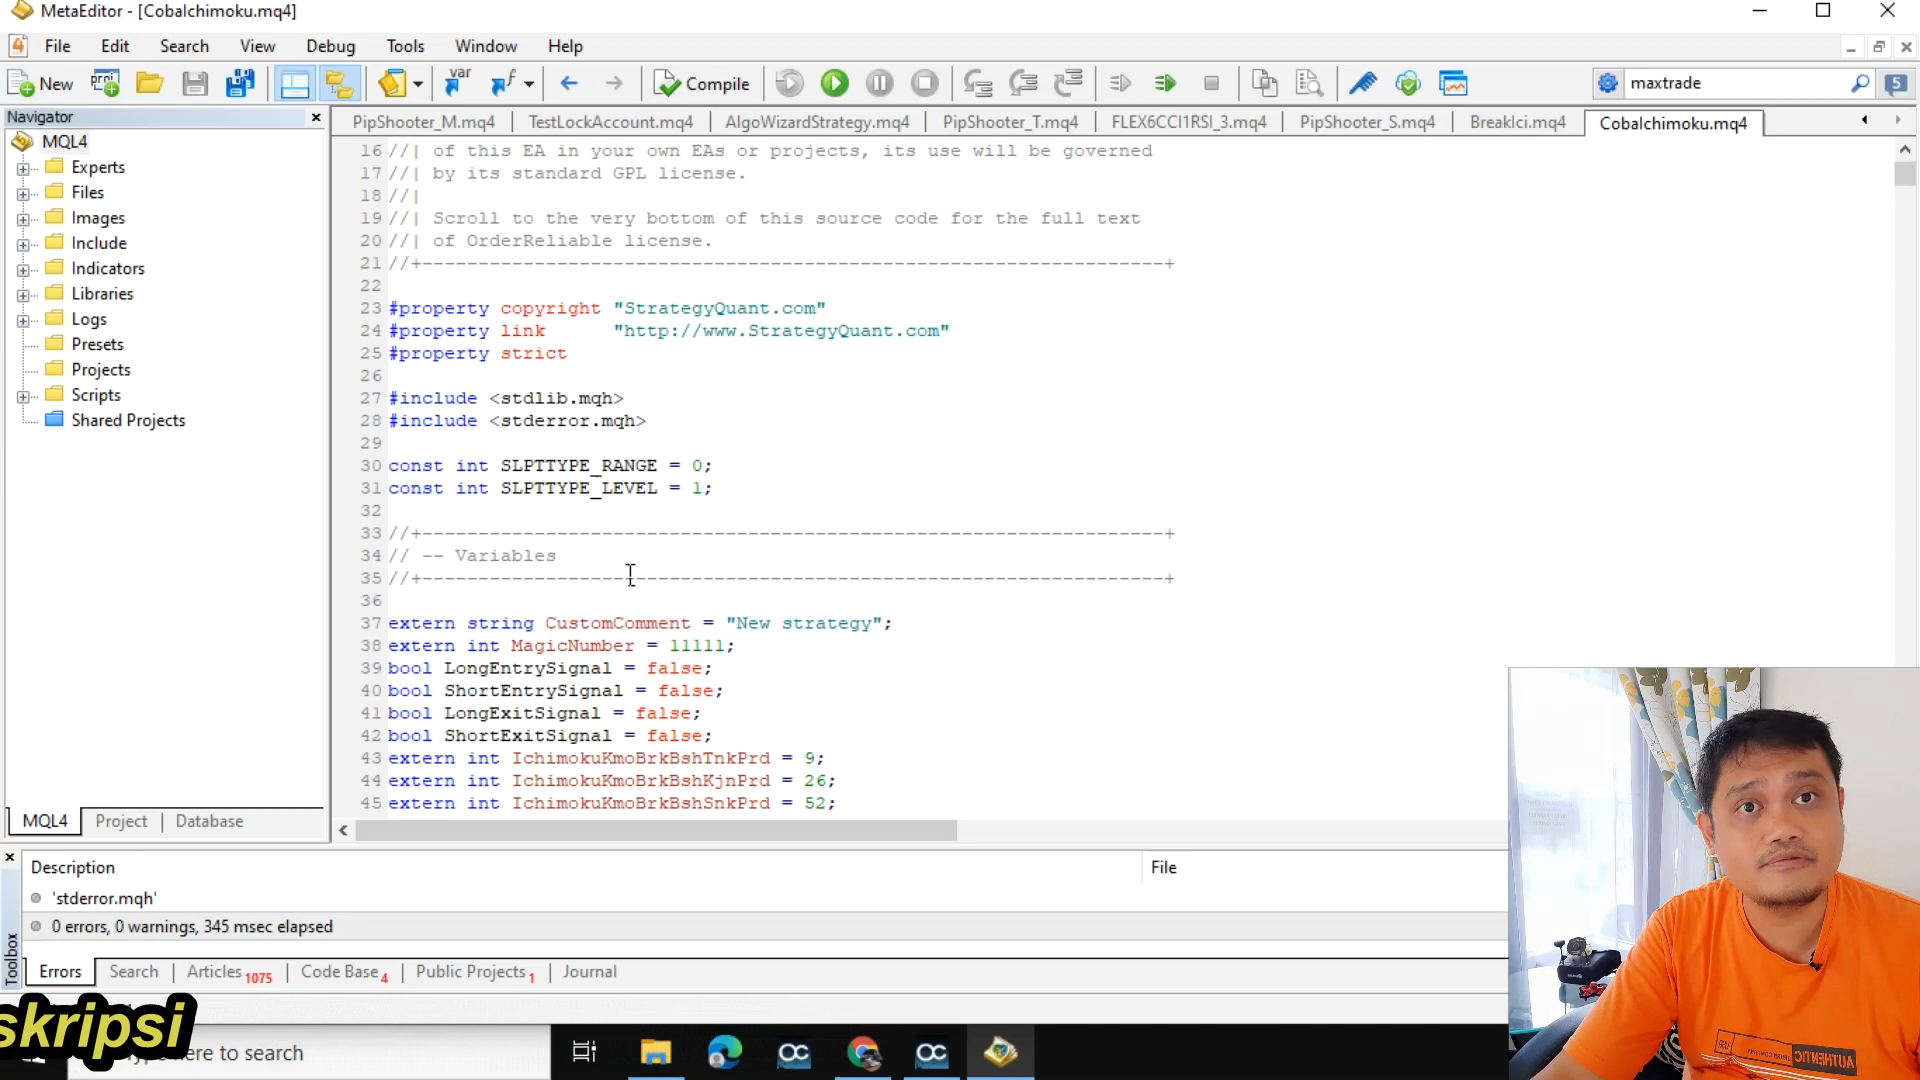 MetaEditor - [CobaIchimoku.mq4]
File Edit Search View Debug Tools Window Help
New Compile maxtrade 5
Navigator
PipShooter_M.mq4 TestLockAccount.mq4 AlgoWizardStrategy.mq4 PipShooter_T.mq4 FLEX6CCI1RSI_3.mq4 PipShooter_S.mq4 BreakIci.mq4 CobaIchimoku.mq4
MQL4
Experts
Files
Images
Include
Indicators
Libraries
Logs
Presets
Projects
Scripts
Shared Projects
MQL4 Project Database
16 //| of this EA in your own EAs or projects, its use will be governed
17 //| by its standard GPL license.
18 //|
19 //| Scroll to the very bottom of this source code for the full text
20 //| of OrderReliable license.
21 //+------------------------------------------------------------------+
22
23 #property copyright "StrategyQuant.com"
24 #property link      "http://www.StrategyQuant.com"
25 #property strict
26
27 #include <stdlib.mqh>
28 #include <stderror.mqh>
29
30 const int SLPTTYPE_RANGE = 0;
31 const int SLPTTYPE_LEVEL = 1;
32
33 //+------------------------------------------------------------------+
34 // -- Variables
35 //+------------------------------------------------------------------+
36
37 extern string CustomComment = "New strategy";
38 extern int MagicNumber = 11111;
39 bool LongEntrySignal = false;
40 bool ShortEntrySignal = false;
41 bool LongExitSignal = false;
42 bool ShortExitSignal = false;
43 extern int IchimokuKmoBrkBshTnkPrd = 9;
44 extern int IchimokuKmoBrkBshKjnPrd = 26;
45 extern int IchimokuKmoBrkBshSnkPrd = 52;
Toolbox
Description File
'stderror.mqh'
0 errors, 0 warnings, 345 msec elapsed
Errors Search Articles 1075 Code Base 4 Public Projects 1 Journal
skripsi
here to search
AUTHENTIC